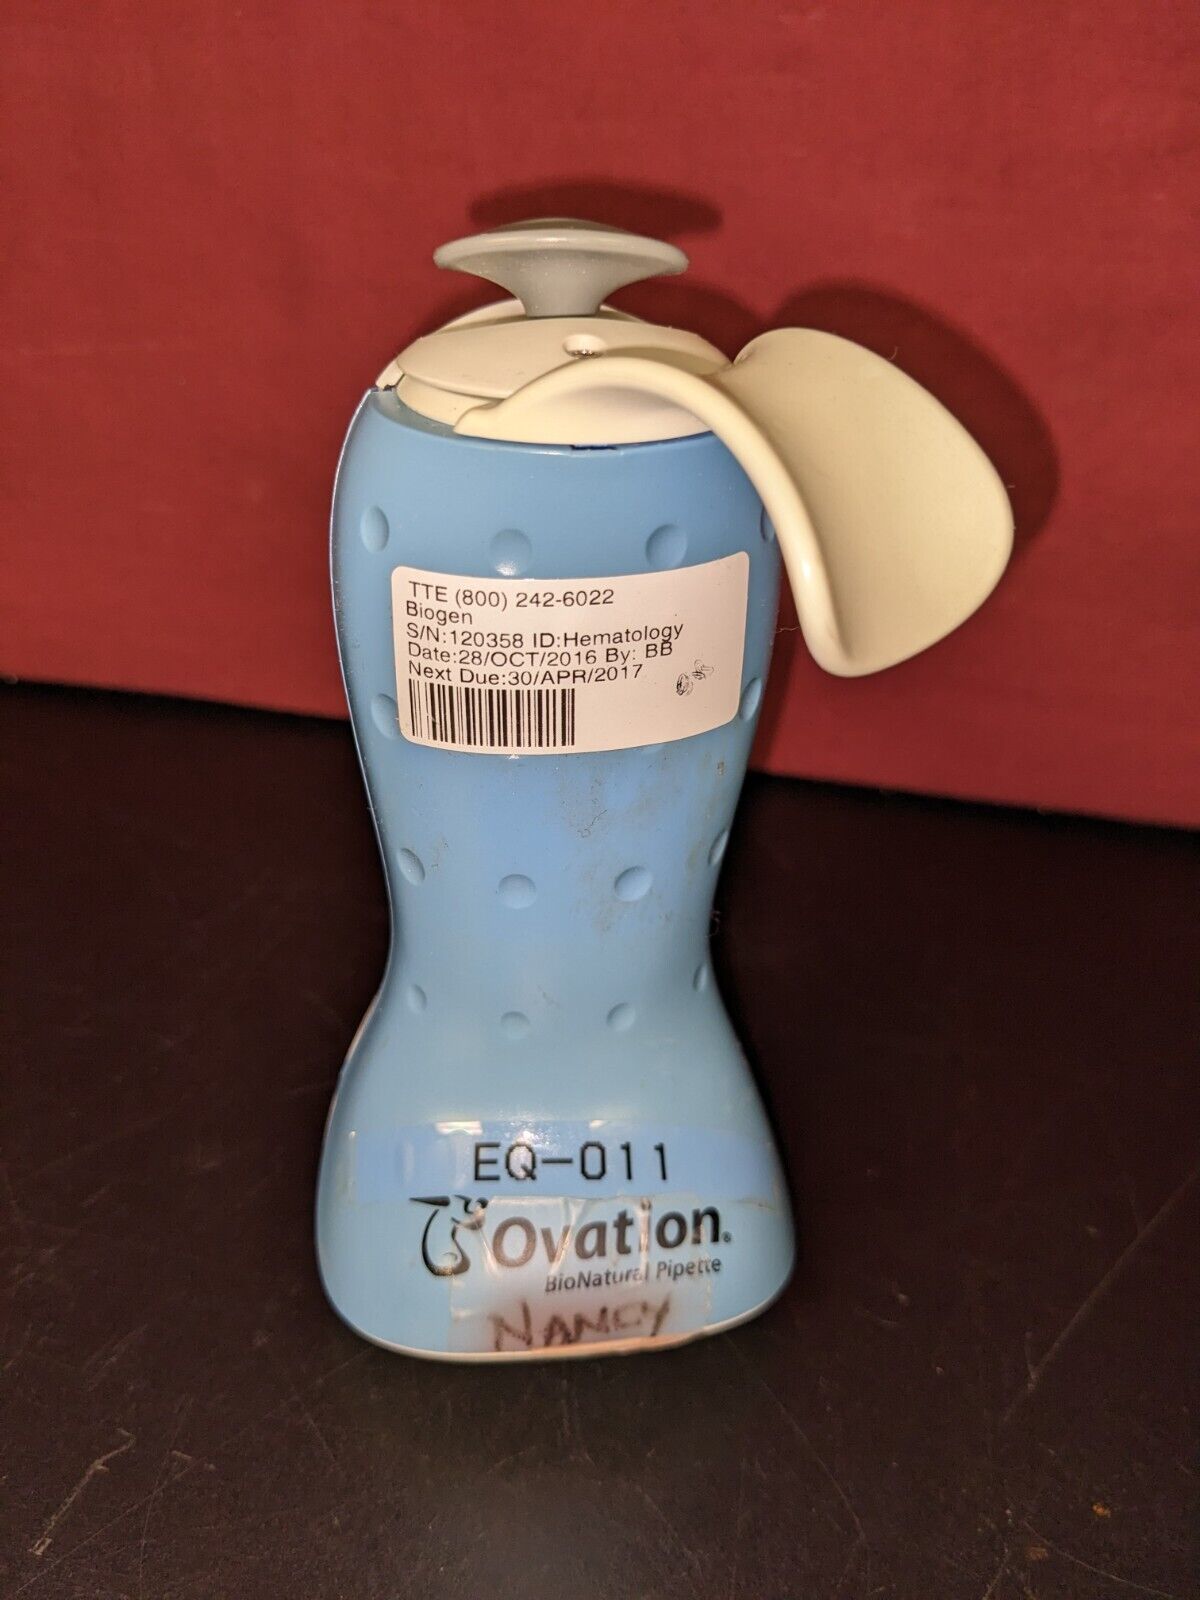 TTE (800) 242-6022
Biogen
S/N:120358 ID:Hematology
Date:28/OCT/2016 By: BB
Next Due:30/APR/2017
EQ-011
Ovation®
BioNatural Pipette
NANCY